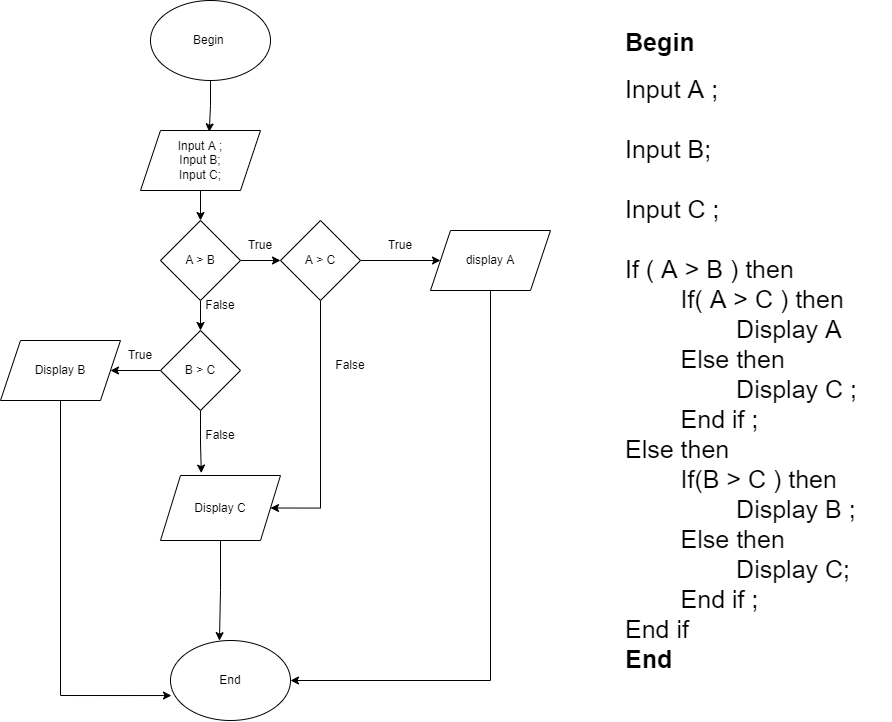 Begin
Input A ;
Input B;
Input C;
A > B
True
A > C
True
display A
False
Display B
True
B > C
False
False
Display C
End
Begin
Input A ;
Input B;
Input C ;
If ( A > B ) then
If( A > C ) then
Display A
Else then
Display C ;
End if ;
Else then
If(B > C ) then
Display B ;
Else then
Display C;
End if ;
End if
End